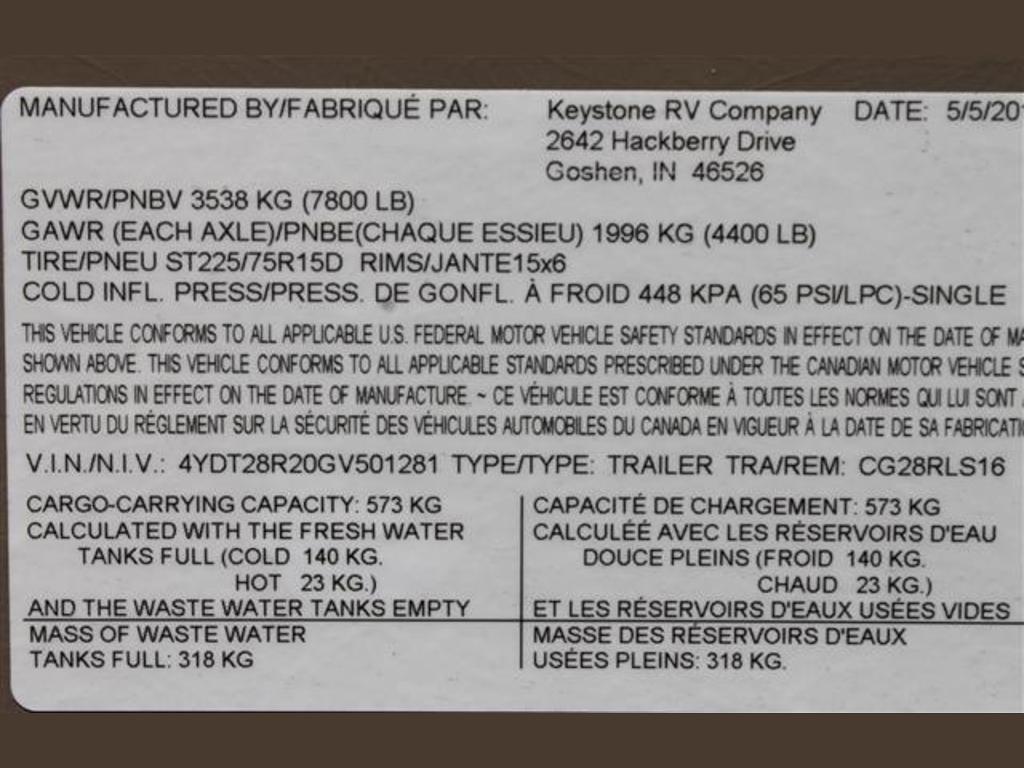 MANUFACTURED BY/FABRIQUÉ PAR: Keystone RV Company DATE: 5/5/201
2642 Hackberry Drive
Goshen, IN 46526
GVWR/PNBV 3538 KG (7800 LB)
GAWR (EACH AXLE)/PNBE(CHAQUE ESSIEU) 1996 KG (4400 LB)
TIRE/PNEU ST225/75R15D RIMS/JANTE15x6
COLD INFL. PRESS/PRESS. DE GONFL. À FROID 448 KPA (65 PSI/LPC)-SINGLE
THIS VEHICLE CONFORMS TO ALL APPLICABLE U.S. FEDERAL MOTOR VEHICLE SAFETY STANDARDS IN EFFECT ON THE DATE OF MA
SHOWN ABOVE. THIS VEHICLE CONFORMS TO ALL APPLICABLE STANDARDS PRESCRIBED UNDER THE CANADIAN MOTOR VEHICLE S
REGULATIONS IN EFFECT ON THE DATE OF MANUFACTURE. ~ CE VÉHICULE EST CONFORME À TOUTES LES NORMES QUI LUI SONT
EN VERTU DU RÉGLEMENT SUR LA SÉCURITÉ DES VÉHICULES AUTOMOBILES DU CANADA EN VIGUEUR À LA DATE DE SA FABRICATI
V.I.N./N.I.V.: 4YDT28R20GV501281 TYPE/TYPE: TRAILER TRA/REM: CG28RLS16
CARGO-CARRYING CAPACITY: 573 KG
CALCULATED WITH THE FRESH WATER
TANKS FULL (COLD 140 KG.
HOT 23 KG.)
AND THE WASTE WATER TANKS EMPTY
MASS OF WASTE WATER
TANKS FULL: 318 KG
CAPACITÉ DE CHARGEMENT: 573 KG
CALCULÉÉ AVEC LES RÉSERVOIRS D'EAU
DOUCE PLEINS (FROID 140 KG.
CHAUD 23 KG.)
ET LES RÉSERVOIRS D'EAUX USÉES VIDES
MASSE DES RÉSERVOIRS D'EAUX
USÉES PLEINS: 318 KG.